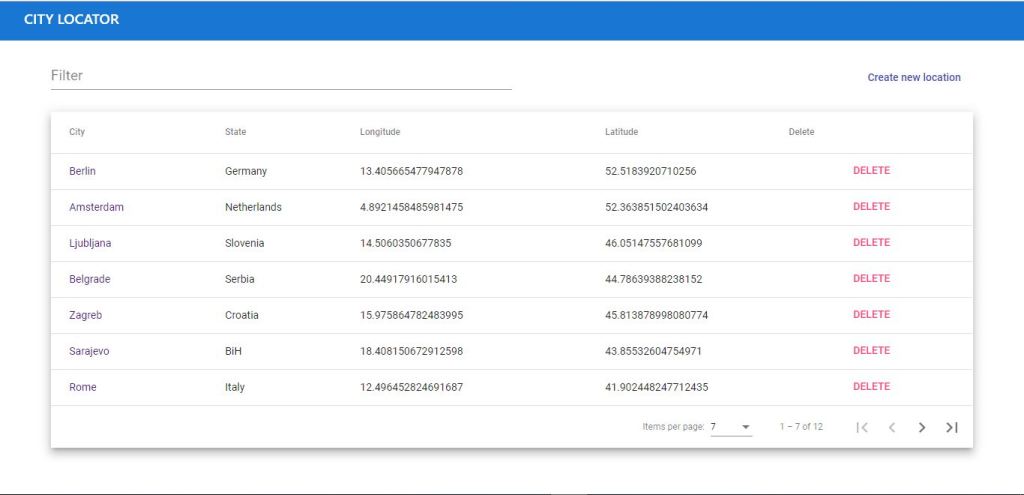 CITY LOCATOR
Filter
Create new location
City State Longitude Latitude Delete
Berlin Germany 13.405665477947878 52.5183920710256 DELETE
Amsterdam Netherlands 4.8921458485981475 52.363851502403634 DELETE
Ljubljana Slovenia 14.5060350677835 46.05147557681099 DELETE
Belgrade Serbia 20.44917916015413 44.78639388238152 DELETE
Zagreb Croatia 15.975864782483995 45.813878998080774 DELETE
Sarajevo BiH 18.408150672912598 43.85532604754971 DELETE
Rome Italy 12.496452824691687 41.902448247712435 DELETE
Items per page: 7 1 – 7 of 12